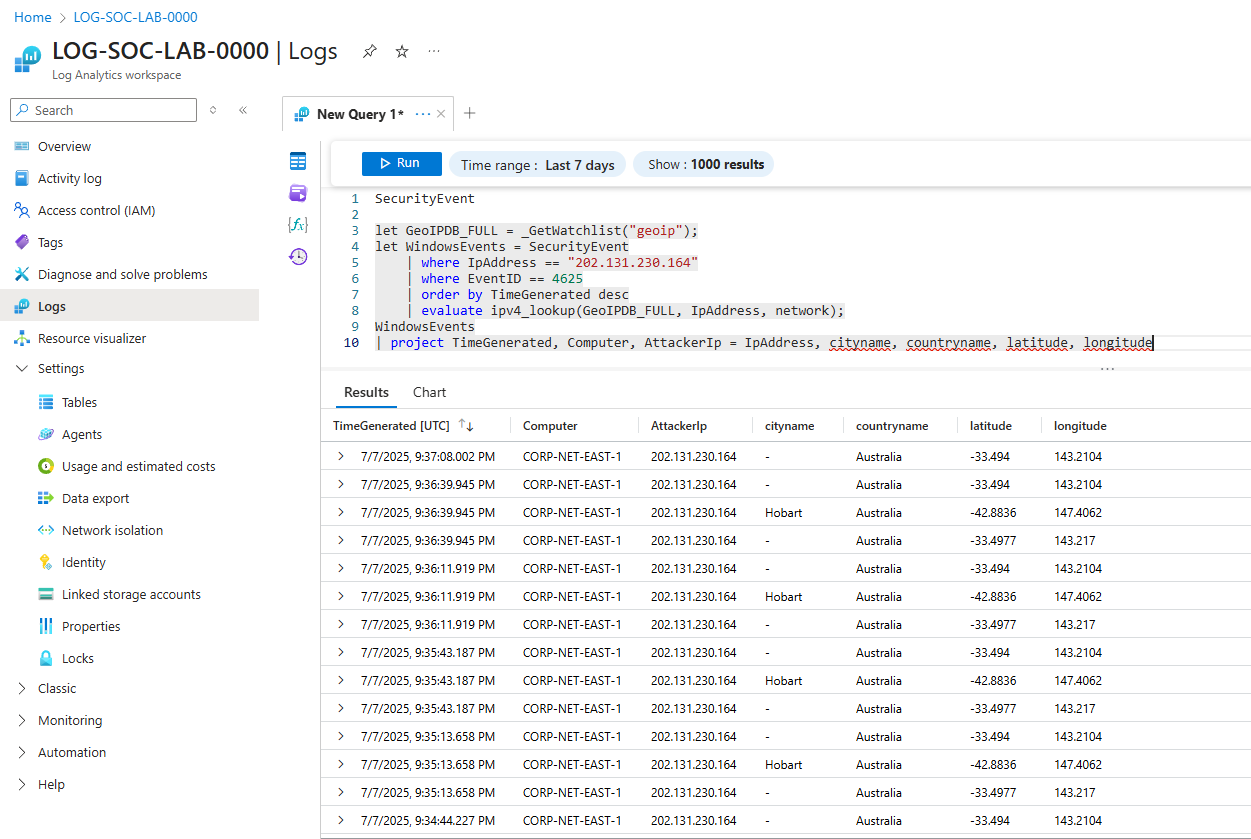 Home > LOG-SOC-LAB-0000
LOG-SOC-LAB-0000 | Logs
Log Analytics workspace
Search
Overview
Activity log
Access control (IAM)
Tags
Diagnose and solve problems
Logs
Resource visualizer
Settings
Tables
Agents
Usage and estimated costs
Data export
Network isolation
Identity
Linked storage accounts
Properties
Locks
Classic
Monitoring
Automation
Help
New Query 1* ···
Run Time range : Last 7 days Show : 1000 results
1 SecurityEvent
2
3 let GeoIPDB_FULL = _GetWatchlist("geoip");
4 let WindowsEvents = SecurityEvent
5 | where IpAddress == "202.131.230.164"
6 | where EventID == 4625
7 | order by TimeGenerated desc
8 | evaluate ipv4_lookup(GeoIPDB_FULL, IpAddress, network);
9 WindowsEvents
10 | project TimeGenerated, Computer, AttackerIp = IpAddress, cityname, countryname, latitude, longitude
Results Chart
TimeGenerated [UTC] Computer AttackerIp cityname countryname latitude longitude
7/7/2025, 9:37:08.002 PM CORP-NET-EAST-1 202.131.230.164 - Australia -33.494 143.2104
7/7/2025, 9:36:39.945 PM CORP-NET-EAST-1 202.131.230.164 - Australia -33.494 143.2104
7/7/2025, 9:36:39.945 PM CORP-NET-EAST-1 202.131.230.164 Hobart Australia -42.8836 147.4062
7/7/2025, 9:36:39.945 PM CORP-NET-EAST-1 202.131.230.164 - Australia -33.4977 143.217
7/7/2025, 9:36:11.919 PM CORP-NET-EAST-1 202.131.230.164 - Australia -33.494 143.2104
7/7/2025, 9:36:11.919 PM CORP-NET-EAST-1 202.131.230.164 Hobart Australia -42.8836 147.4062
7/7/2025, 9:36:11.919 PM CORP-NET-EAST-1 202.131.230.164 - Australia -33.4977 143.217
7/7/2025, 9:35:43.187 PM CORP-NET-EAST-1 202.131.230.164 - Australia -33.494 143.2104
7/7/2025, 9:35:43.187 PM CORP-NET-EAST-1 202.131.230.164 Hobart Australia -42.8836 147.4062
7/7/2025, 9:35:43.187 PM CORP-NET-EAST-1 202.131.230.164 - Australia -33.4977 143.217
7/7/2025, 9:35:13.658 PM CORP-NET-EAST-1 202.131.230.164 - Australia -33.494 143.2104
7/7/2025, 9:35:13.658 PM CORP-NET-EAST-1 202.131.230.164 Hobart Australia -42.8836 147.4062
7/7/2025, 9:35:13.658 PM CORP-NET-EAST-1 202.131.230.164 - Australia -33.4977 143.217
7/7/2025, 9:34:44.227 PM CORP-NET-EAST-1 202.131.230.164 - Australia -33.494 143.2104